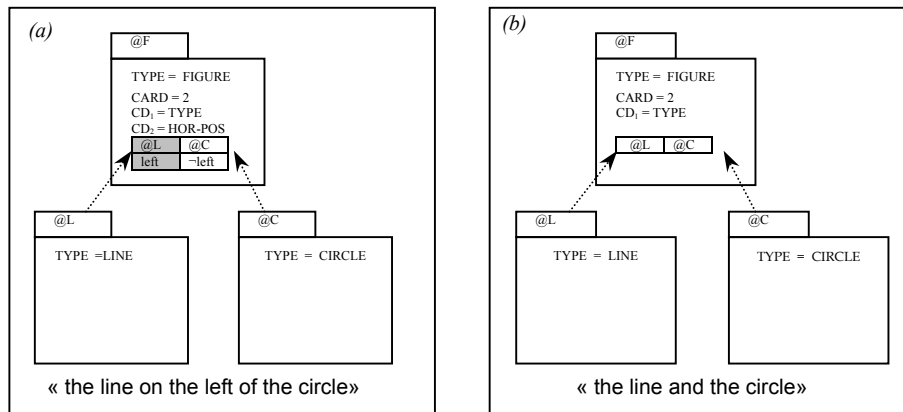 (a)
@F
TYPE = FIGURE
CARD = 2
CD₁ = TYPE
CD₂ = HOR-POS
@L @C
left ¬left
@L
TYPE =LINE
@C
TYPE = CIRCLE
« the line on the left of the circle»
(b)
@F
TYPE = FIGURE
CARD = 2
CD₁ = TYPE
@L @C
@L
TYPE = LINE
@C
TYPE = CIRCLE
« the line and the circle»